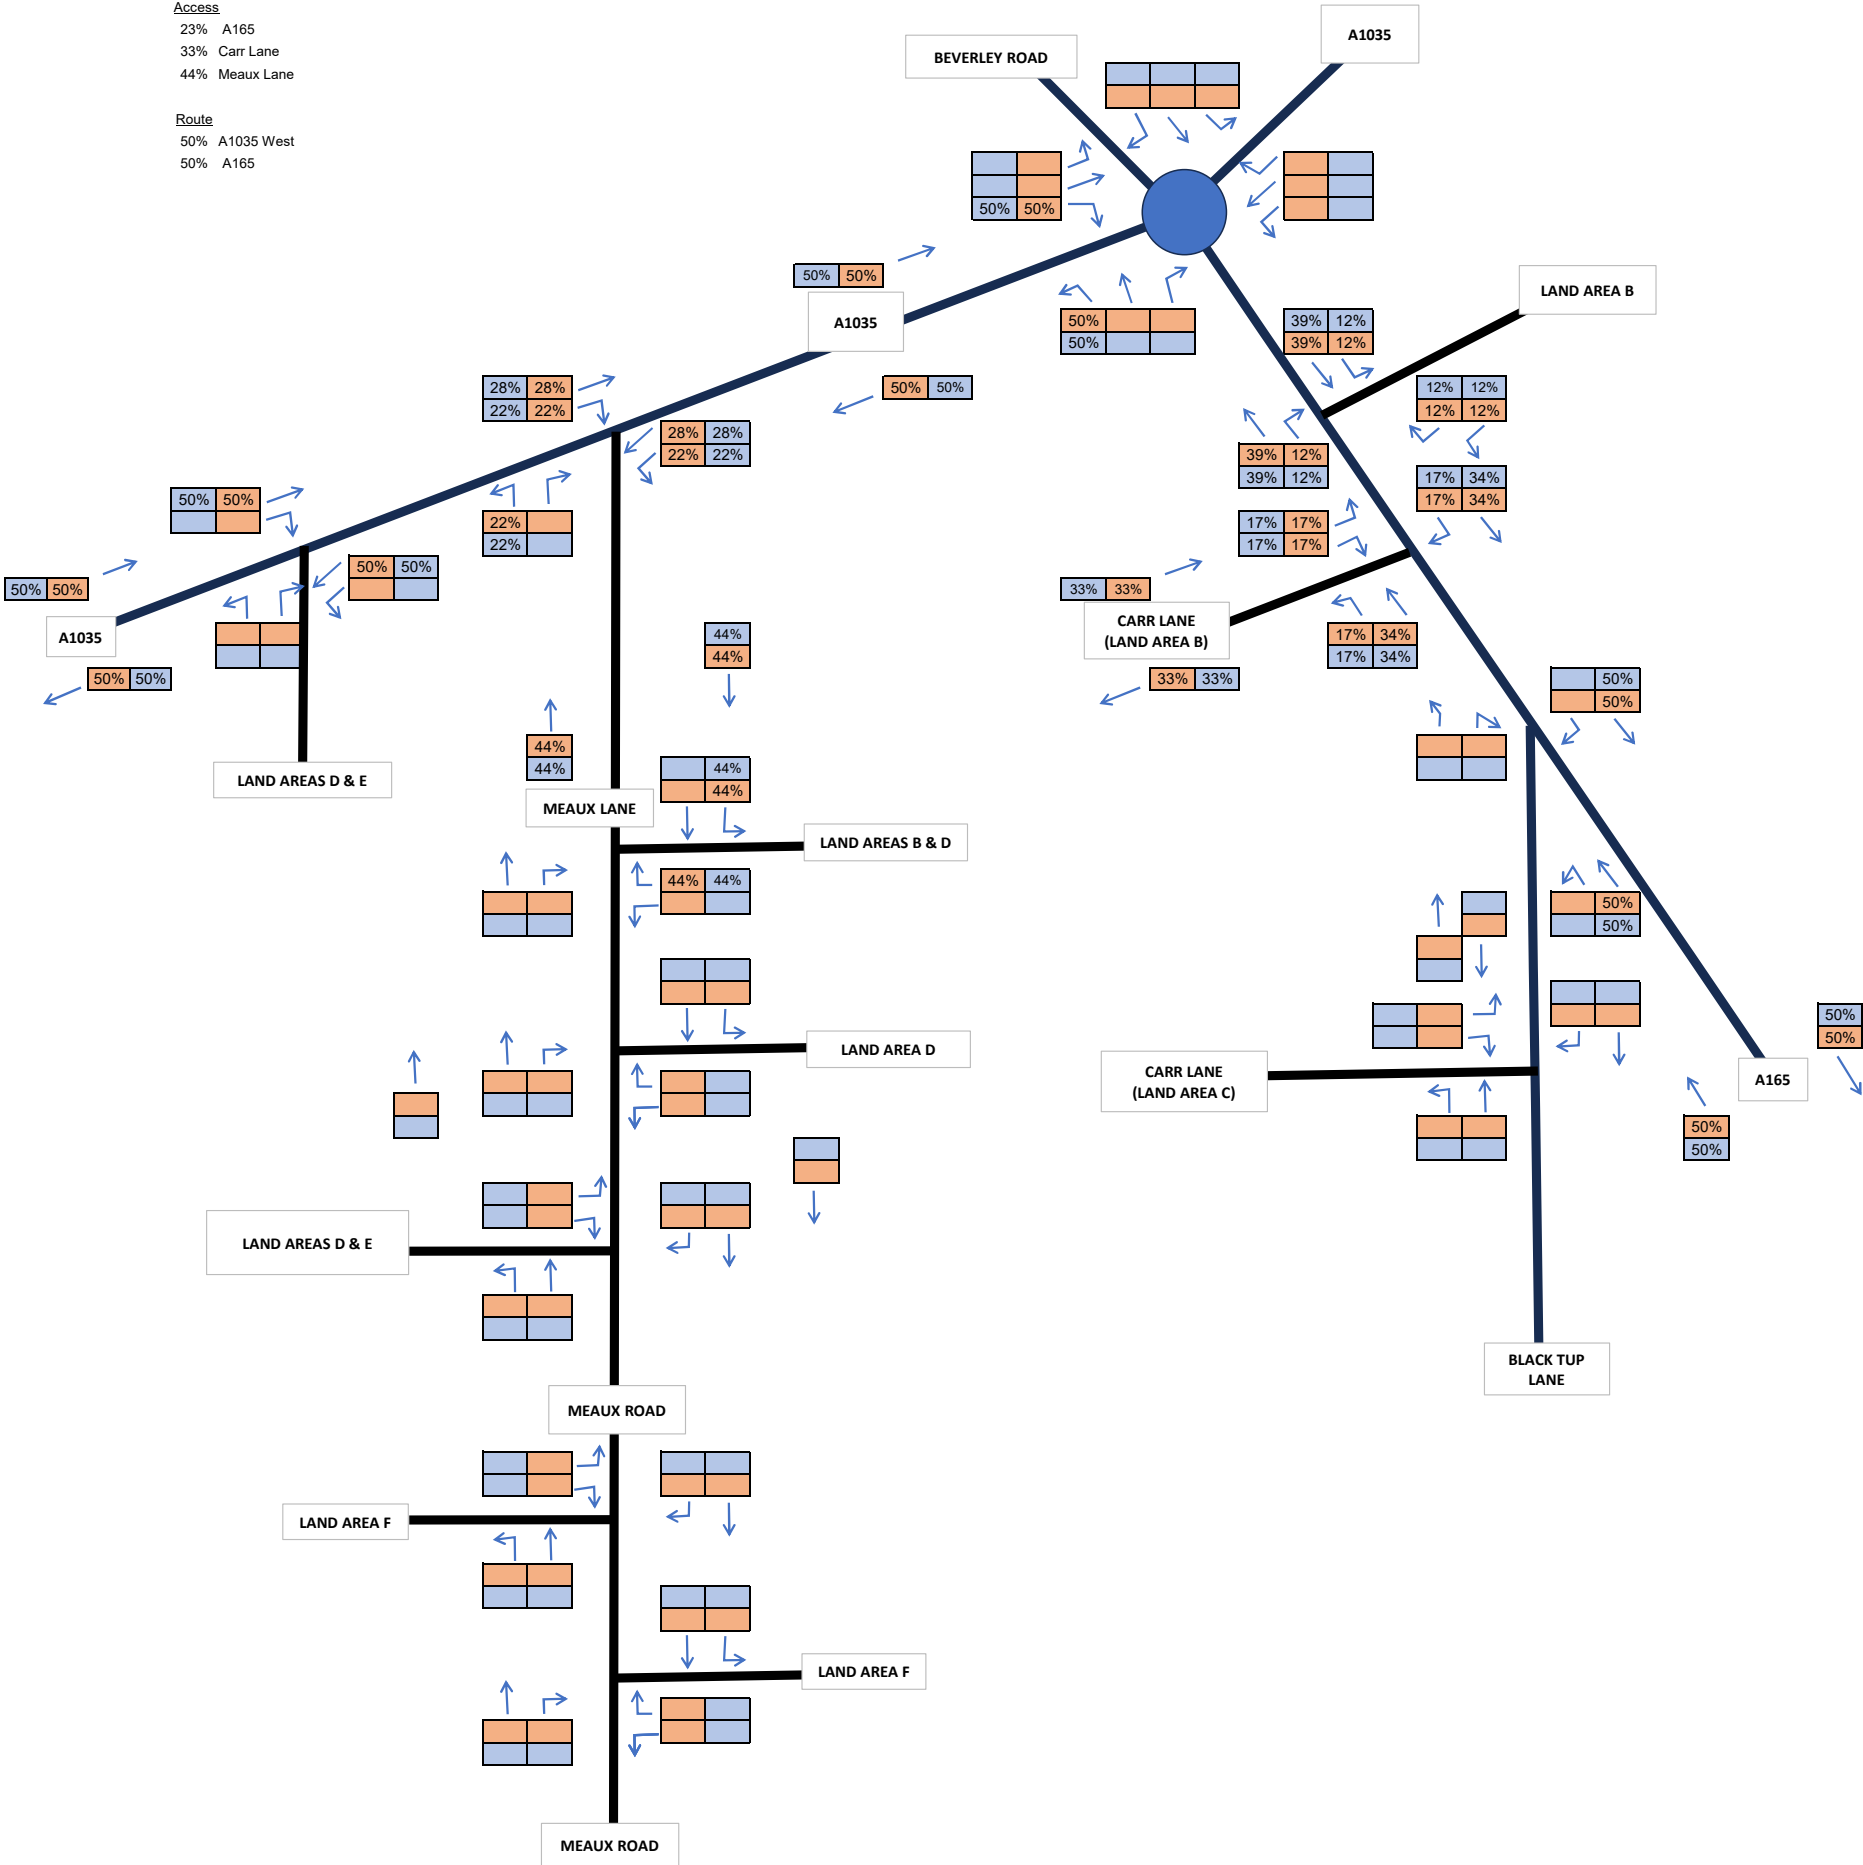 Access
23% A165
33% Carr Lane
44% Meaux Lane
Route
50% A1035 West
50% A165
BEVERLEY ROAD
A1035
50% 50%
50% 50%
A1035
50%
50%
LAND AREA B
39% 12%
39% 12%
12% 12%
12% 12%
28% 28%
22% 22%
50% 50%
28% 28%
22% 22%
39% 12%
39% 12%
17% 34%
17% 34%
50% 50%
22%
22%
17% 17%
17% 17%
50% 50%
50% 50%
A1035
50% 50%
33% 33%
CARR LANE
(LAND AREA B)
33% 33%
17% 34%
17% 34%
44%
44%
50%
50%
LAND AREAS D & E
44%
44%
MEAUX LANE
44%
44%
LAND AREAS B & D
44% 44%
50%
50%
LAND AREA D
CARR LANE
(LAND AREA C)
50%
50%
A165
50%
50%
LAND AREAS D & E
BLACK TUP
LANE
MEAUX ROAD
LAND AREA F
LAND AREA F
MEAUX ROAD